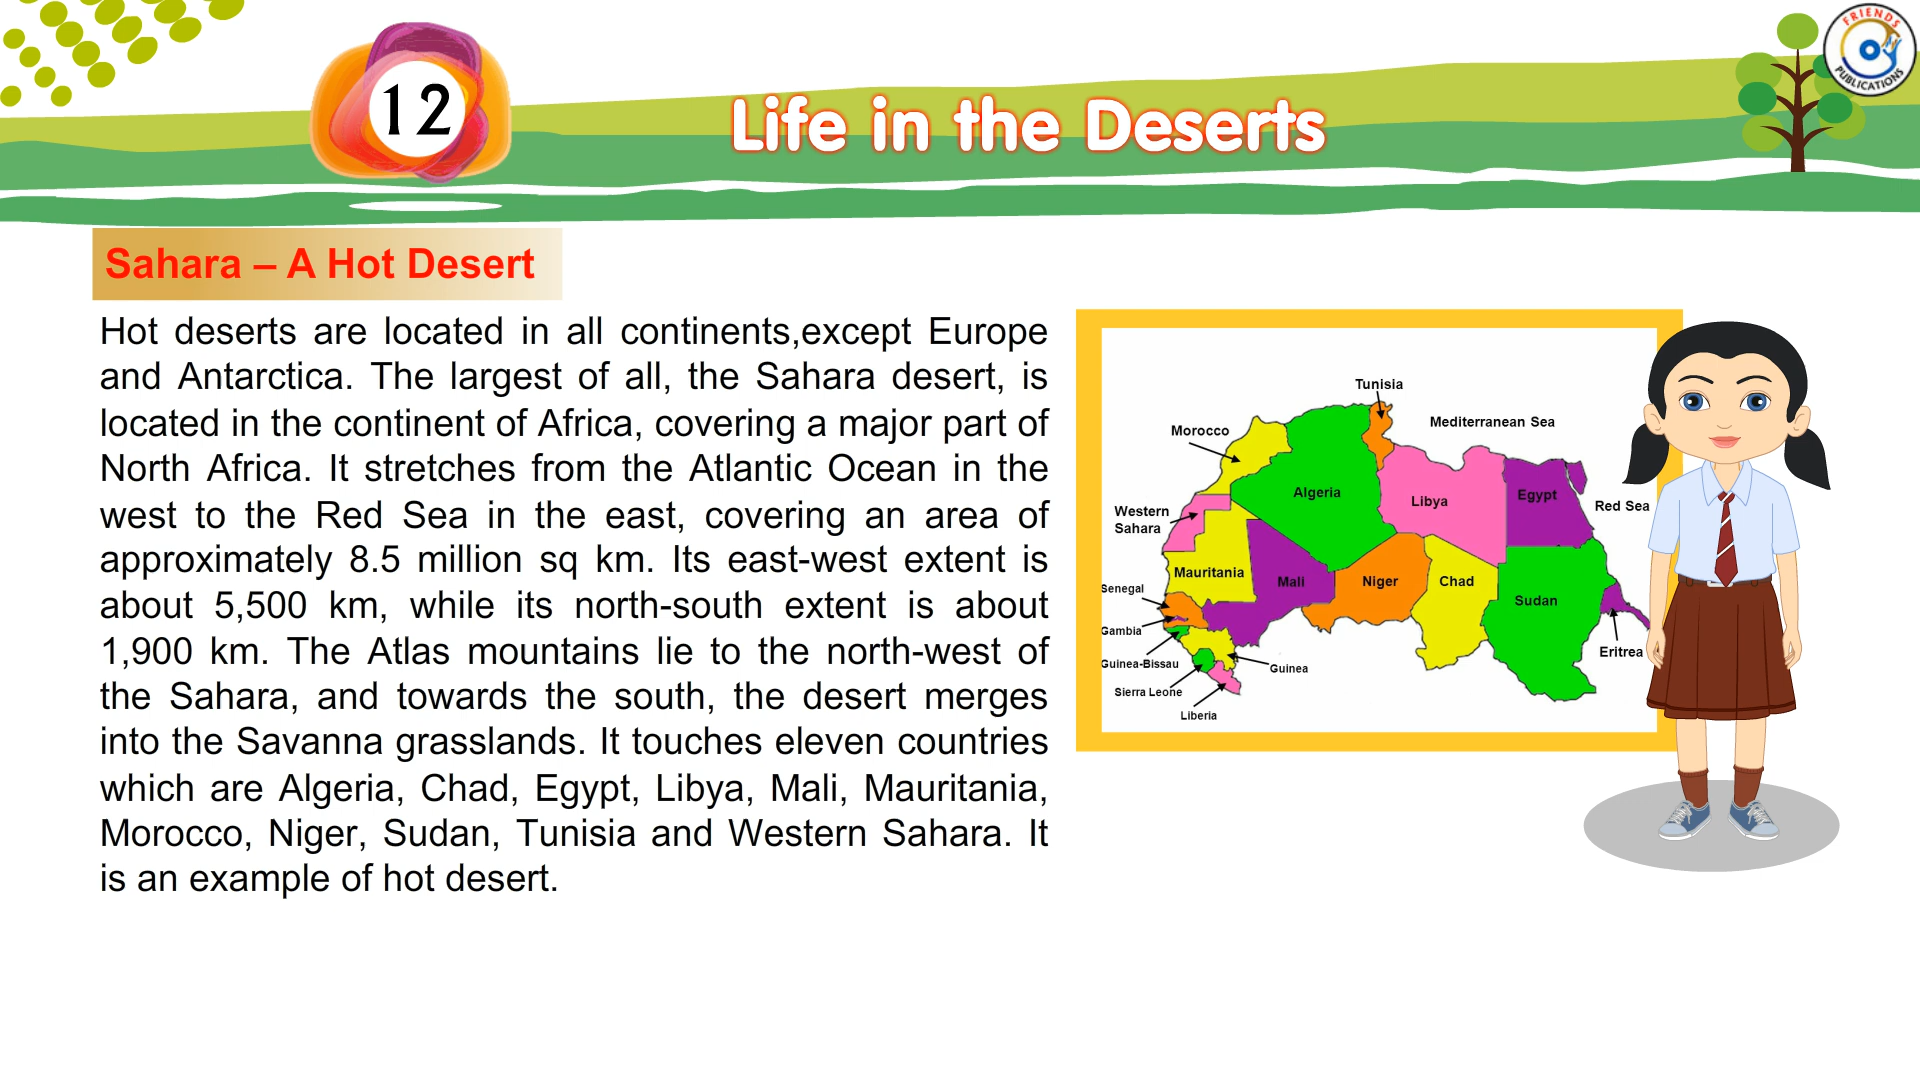 12
Life in the Deserts
FRIENDS
PUBLICATIONS
Sahara – A Hot Desert
Hot deserts are located in all continents,except Europe
and Antarctica. The largest of all, the Sahara desert, is
located in the continent of Africa, covering a major part of
North Africa. It stretches from the Atlantic Ocean in the
west to the Red Sea in the east, covering an area of
approximately 8.5 million sq km. Its east-west extent is
about 5,500 km, while its north-south extent is about
1,900 km. The Atlas mountains lie to the north-west of
the Sahara, and towards the south, the desert merges
into the Savanna grasslands. It touches eleven countries
which are Algeria, Chad, Egypt, Libya, Mali, Mauritania,
Morocco, Niger, Sudan, Tunisia and Western Sahara. It
is an example of hot desert.
Tunisia
Mediterranean Sea
Morocco
Algeria
Libya
Egypt
Red Sea
Western
Sahara
Mauritania
Mali
Niger
Chad
Sudan
Senegal
Gambia
Guinea-Bissau
Guinea
Eritrea
Sierra Leone
Liberia